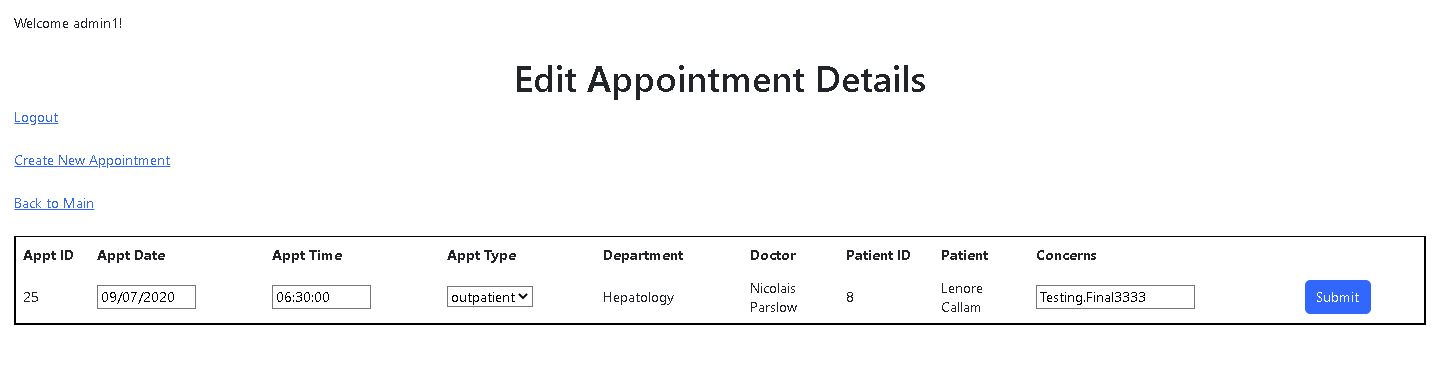 Welcome admin1!
Edit Appointment Details
Logout
Create New Appointment
Back to Main
Appt ID Appt Date Appt Time Appt Type Department Doctor Patient ID Patient Concerns
25 09/07/2020 06:30:00 outpatient Hepatology Nicolais Parslow 8 Lenore Callam Testing.Final3333 Submit